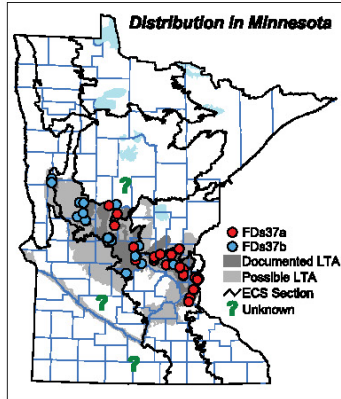 Distribution in Minnesota
?
FDs37a
FDs37b
Documented LTA
Possible LTA
ECS Section
? Unknown
?
?